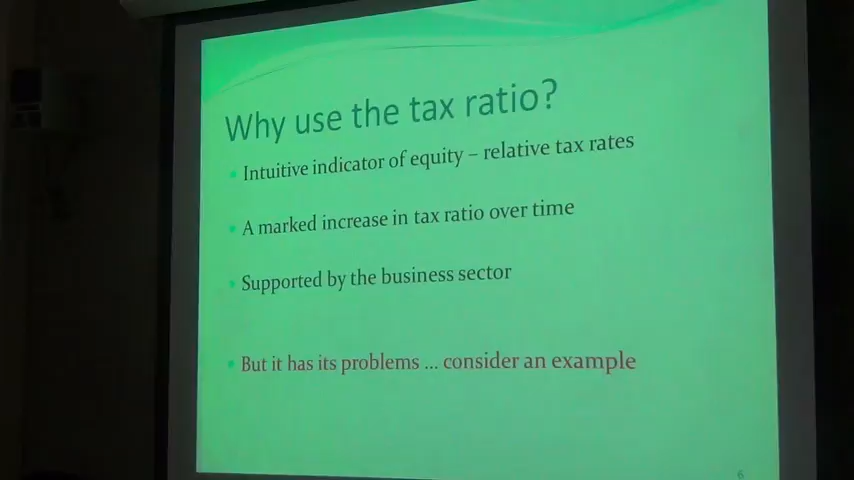 Why use the tax ratio?
Intuitive indicator of equity – relative tax rates
A marked increase in tax ratio over time
Supported by the business sector
But it has its problems ... consider an example
6